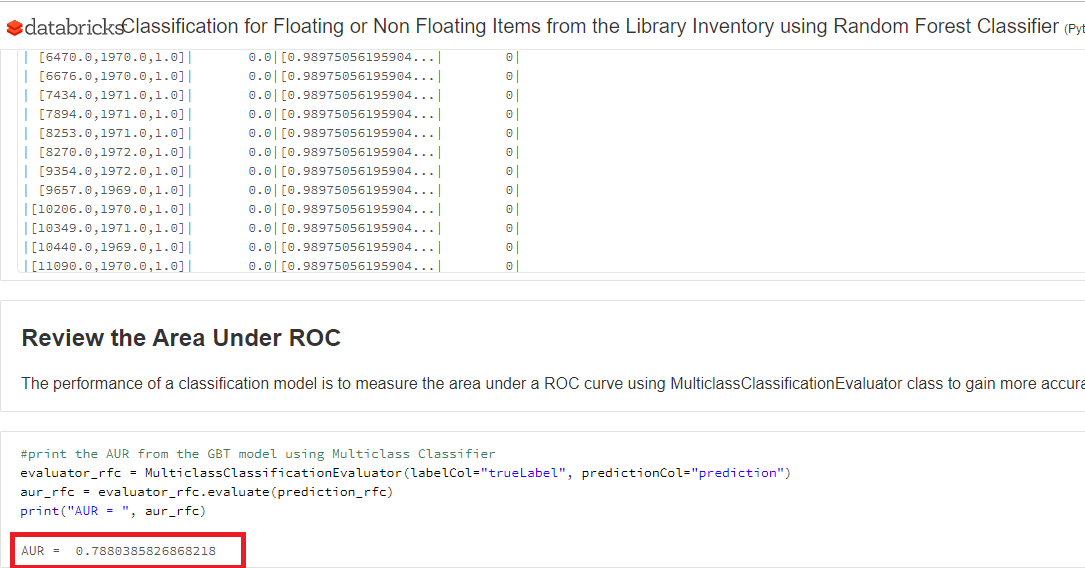 databricks Classification for Floating or Non Floating Items from the Library Inventory using Random Forest Classifier (Pyt
| [6470.0,1970.0,1.0]| 0.0|[0.98975056195904...| 0|
| [6676.0,1970.0,1.0]| 0.0|[0.98975056195904...| 0|
| [7434.0,1971.0,1.0]| 0.0|[0.98975056195904...| 0|
| [7894.0,1971.0,1.0]| 0.0|[0.98975056195904...| 0|
| [8253.0,1971.0,1.0]| 0.0|[0.98975056195904...| 0|
| [8270.0,1972.0,1.0]| 0.0|[0.98975056195904...| 0|
| [9354.0,1972.0,1.0]| 0.0|[0.98975056195904...| 0|
| [9657.0,1969.0,1.0]| 0.0|[0.98975056195904...| 0|
|[10206.0,1970.0,1.0]| 0.0|[0.98975056195904...| 0|
|[10349.0,1971.0,1.0]| 0.0|[0.98975056195904...| 0|
|[10440.0,1969.0,1.0]| 0.0|[0.98975056195904...| 0|
|[11090.0,1970.0,1.0]| 0.0|[0.98975056195904...| 0|
Review the Area Under ROC
The performance of a classification model is to measure the area under a ROC curve using MulticlassClassificationEvaluator class to gain more accura
#print the AUR from the GBT model using Multiclass Classifier
evaluator_rfc = MulticlassClassificationEvaluator(labelCol="trueLabel", predictionCol="prediction")
aur_rfc = evaluator_rfc.evaluate(prediction_rfc)
print("AUR = ", aur_rfc)
AUR =  0.7880385826868218